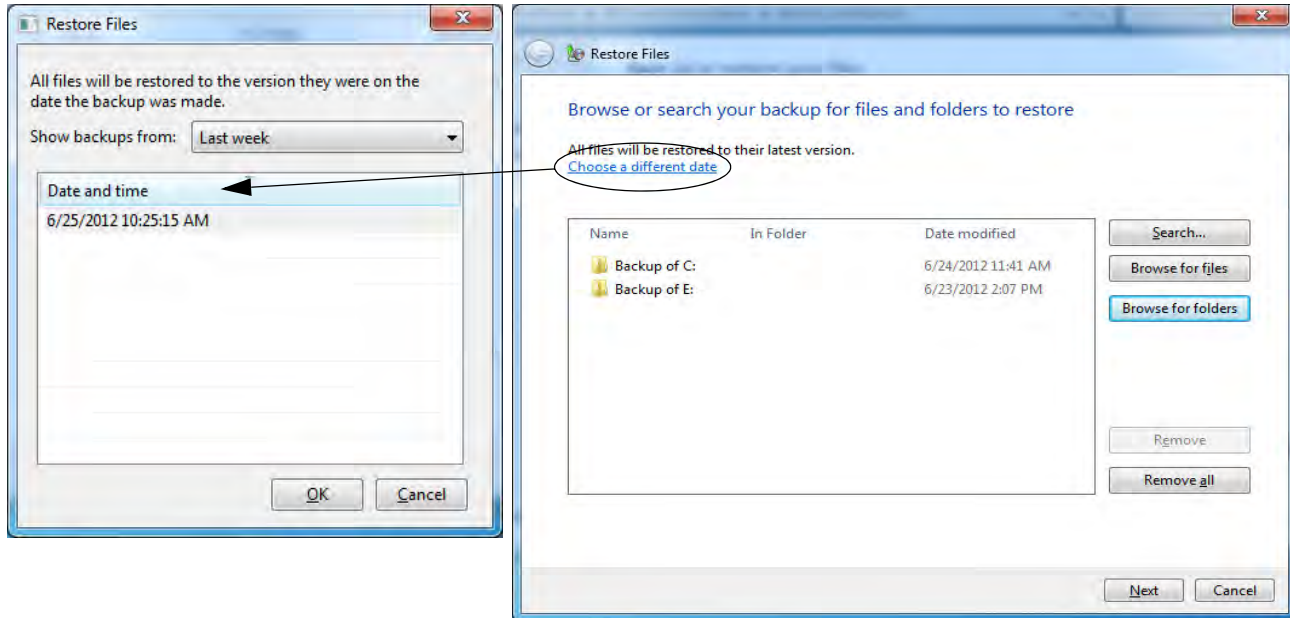 Restore Files
All files will be restored to the version they were on the
date the backup was made.
Show backups from: Last week
Date and time
6/25/2012 10:25:15 AM
OK Cancel
Restore Files
Browse or search your backup for files and folders to restore
All files will be restored to their latest version.
Choose a different date
Name In Folder Date modified
Backup of C: 6/24/2012 11:41 AM
Backup of E: 6/23/2012 2:07 PM
Search...
Browse for files
Browse for folders
Remove
Remove all
Next Cancel